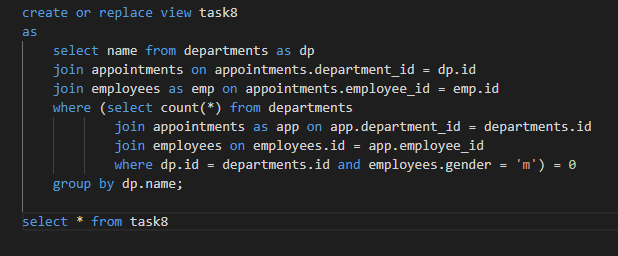 create or replace view task8
as
select name from departments as dp
join appointments on appointments.department_id = dp.id
join employees as emp on appointments.employee_id = emp.id
where (select count(*) from departments
join appointments as app on app.department_id = departments.id
join employees on employees.id = app.employee_id
where dp.id = departments.id and employees.gender = 'm') = 0
group by dp.name;
select * from task8